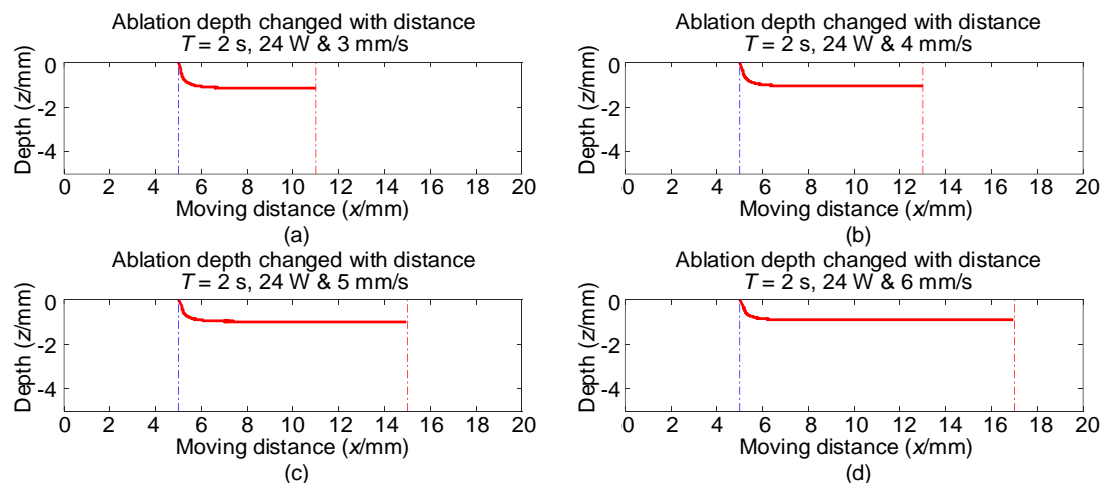 Ablation depth changed with distance
T = 2 s, 24 W & 3 mm/s
0
-2
-4
Depth (z/mm)
0 2 4 6 8 10 12 14 16 18 20
Moving distance (x/mm)
(a)
Ablation depth changed with distance
T = 2 s, 24 W & 4 mm/s
0
-2
-4
Depth (z/mm)
0 2 4 6 8 10 12 14 16 18 20
Moving distance (x/mm)
(b)
Ablation depth changed with distance
T = 2 s, 24 W & 5 mm/s
0
-2
-4
Depth (z/mm)
0 2 4 6 8 10 12 14 16 18 20
Moving distance (x/mm)
(c)
Ablation depth changed with distance
T = 2 s, 24 W & 6 mm/s
0
-2
-4
Depth (z/mm)
0 2 4 6 8 10 12 14 16 18 20
Moving distance (x/mm)
(d)